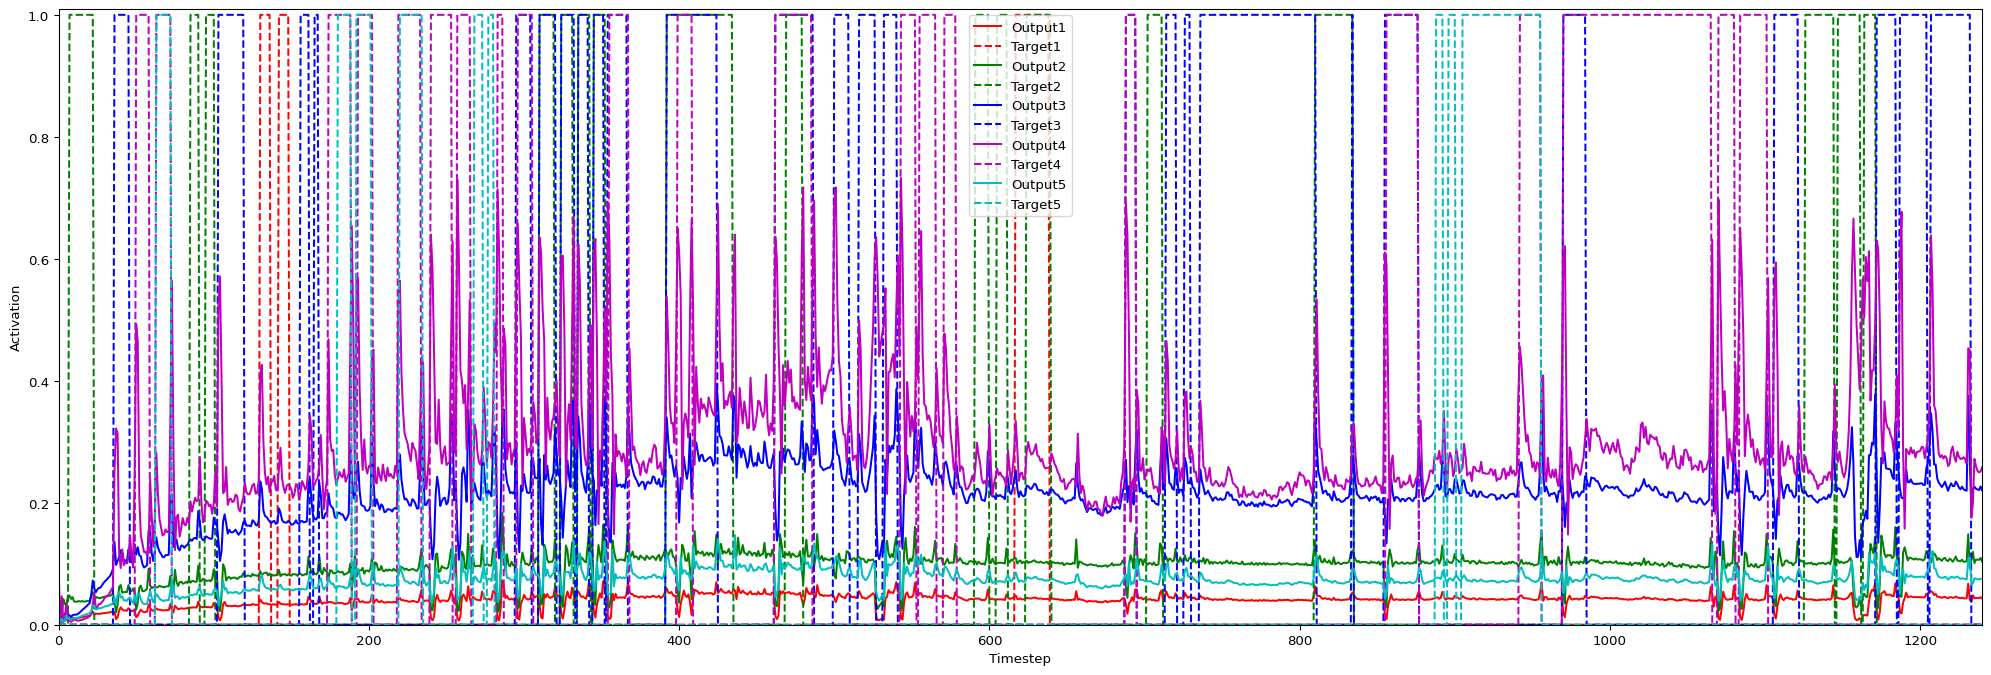 1.0
0.8
0.6
0.4
0.2
0.0
Activation
Output1
Target1
Output2
Target2
Output3
Target3
Output4
Target4
Output5
Target5
0
200
400
600
800
1000
1200
Timestep